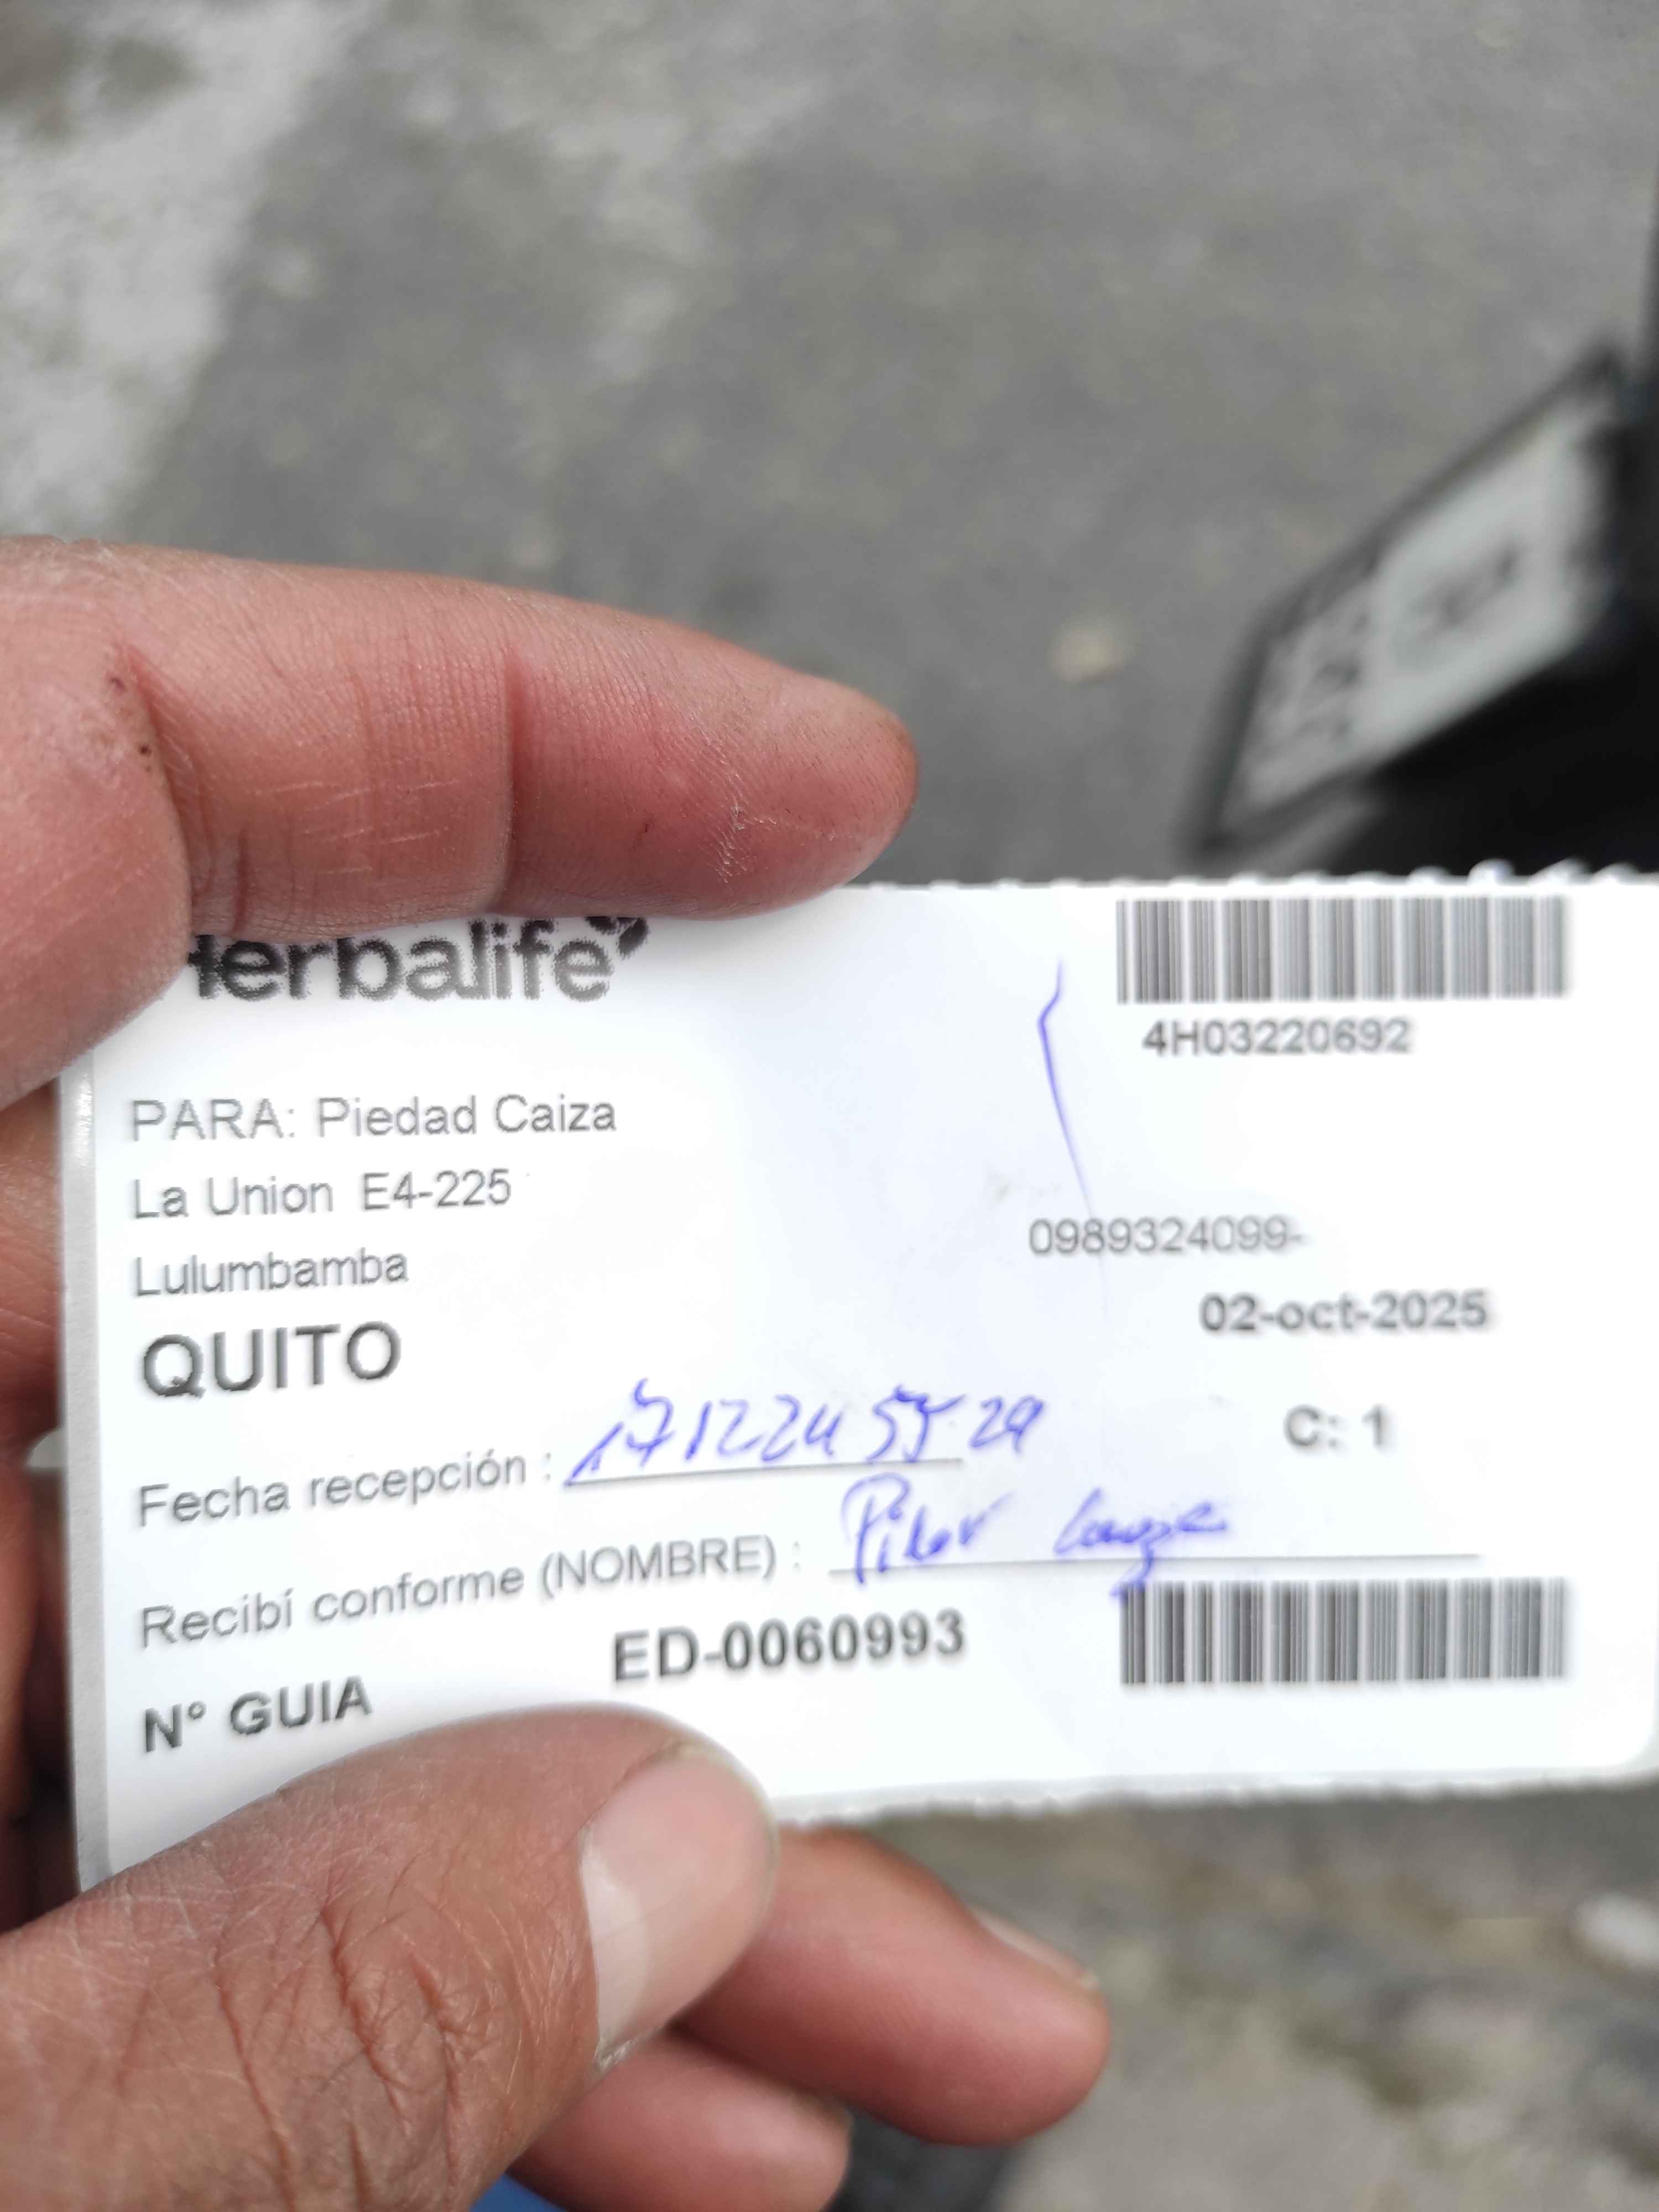 Herbalife
4H03220692
PARA: Piedad Caiza
La Union E4-225
0989324099-
Lulumbamba
02-oct-2025
QUITO
C: 1
Fecha recepción :
Recibí conforme (NOMBRE) : Pilar
N° GUIA ED-0060993